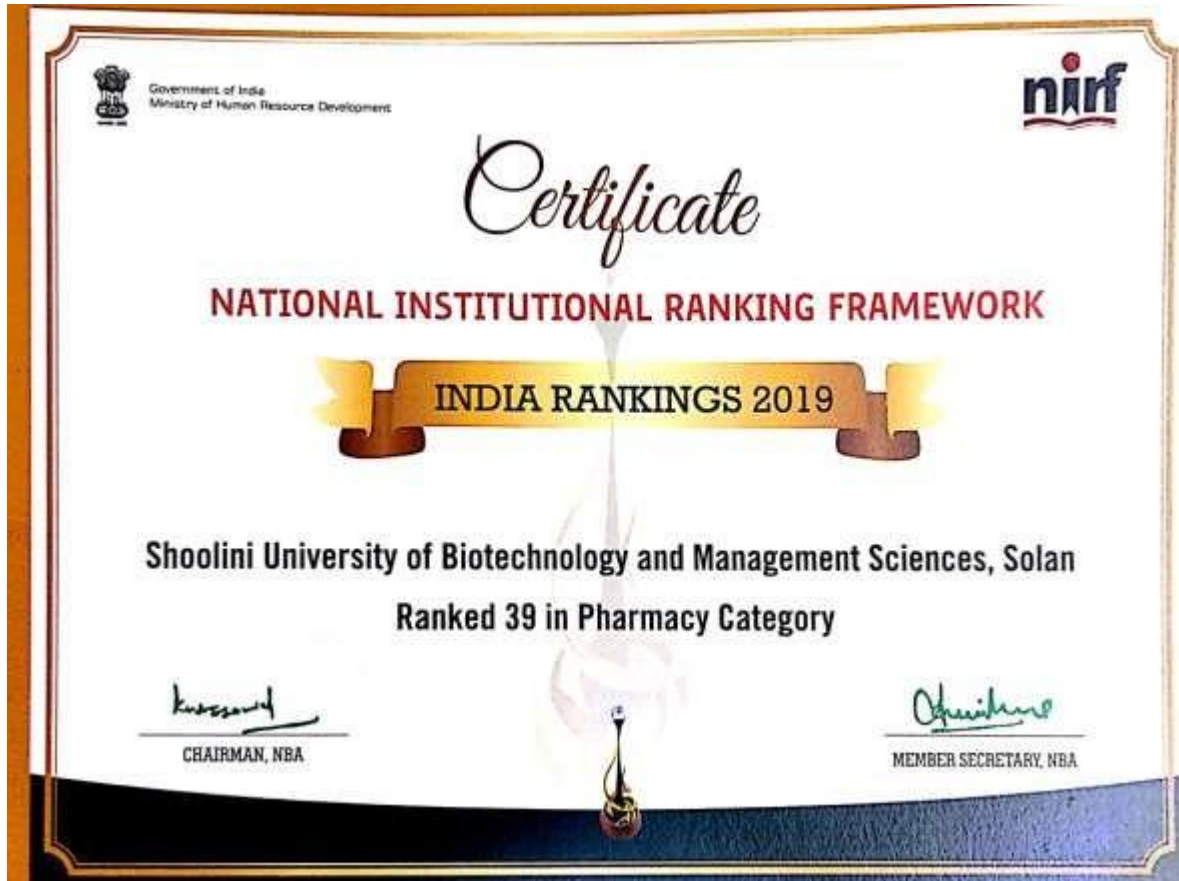 Government of India
Ministry of Human Resource Development
nirf
Certificate
NATIONAL INSTITUTIONAL RANKING FRAMEWORK
INDIA RANKINGS 2019
Shoolini University of Biotechnology and Management Sciences, Solan
Ranked 39 in Pharmacy Category
CHAIRMAN, NBA
MEMBER SECRETARY, NBA